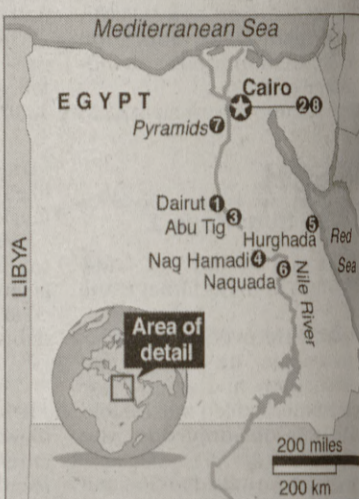 Mediterranean Sea
Cairo
EGYPT
2 8
Pyramids 7
Dairut 1
Abu Tig 3
5
Hurghada
Red
Sea
LIBYA
Nag Hamadi 4
Naquada 6
Nile River
Area of
detail
200 miles
200 km